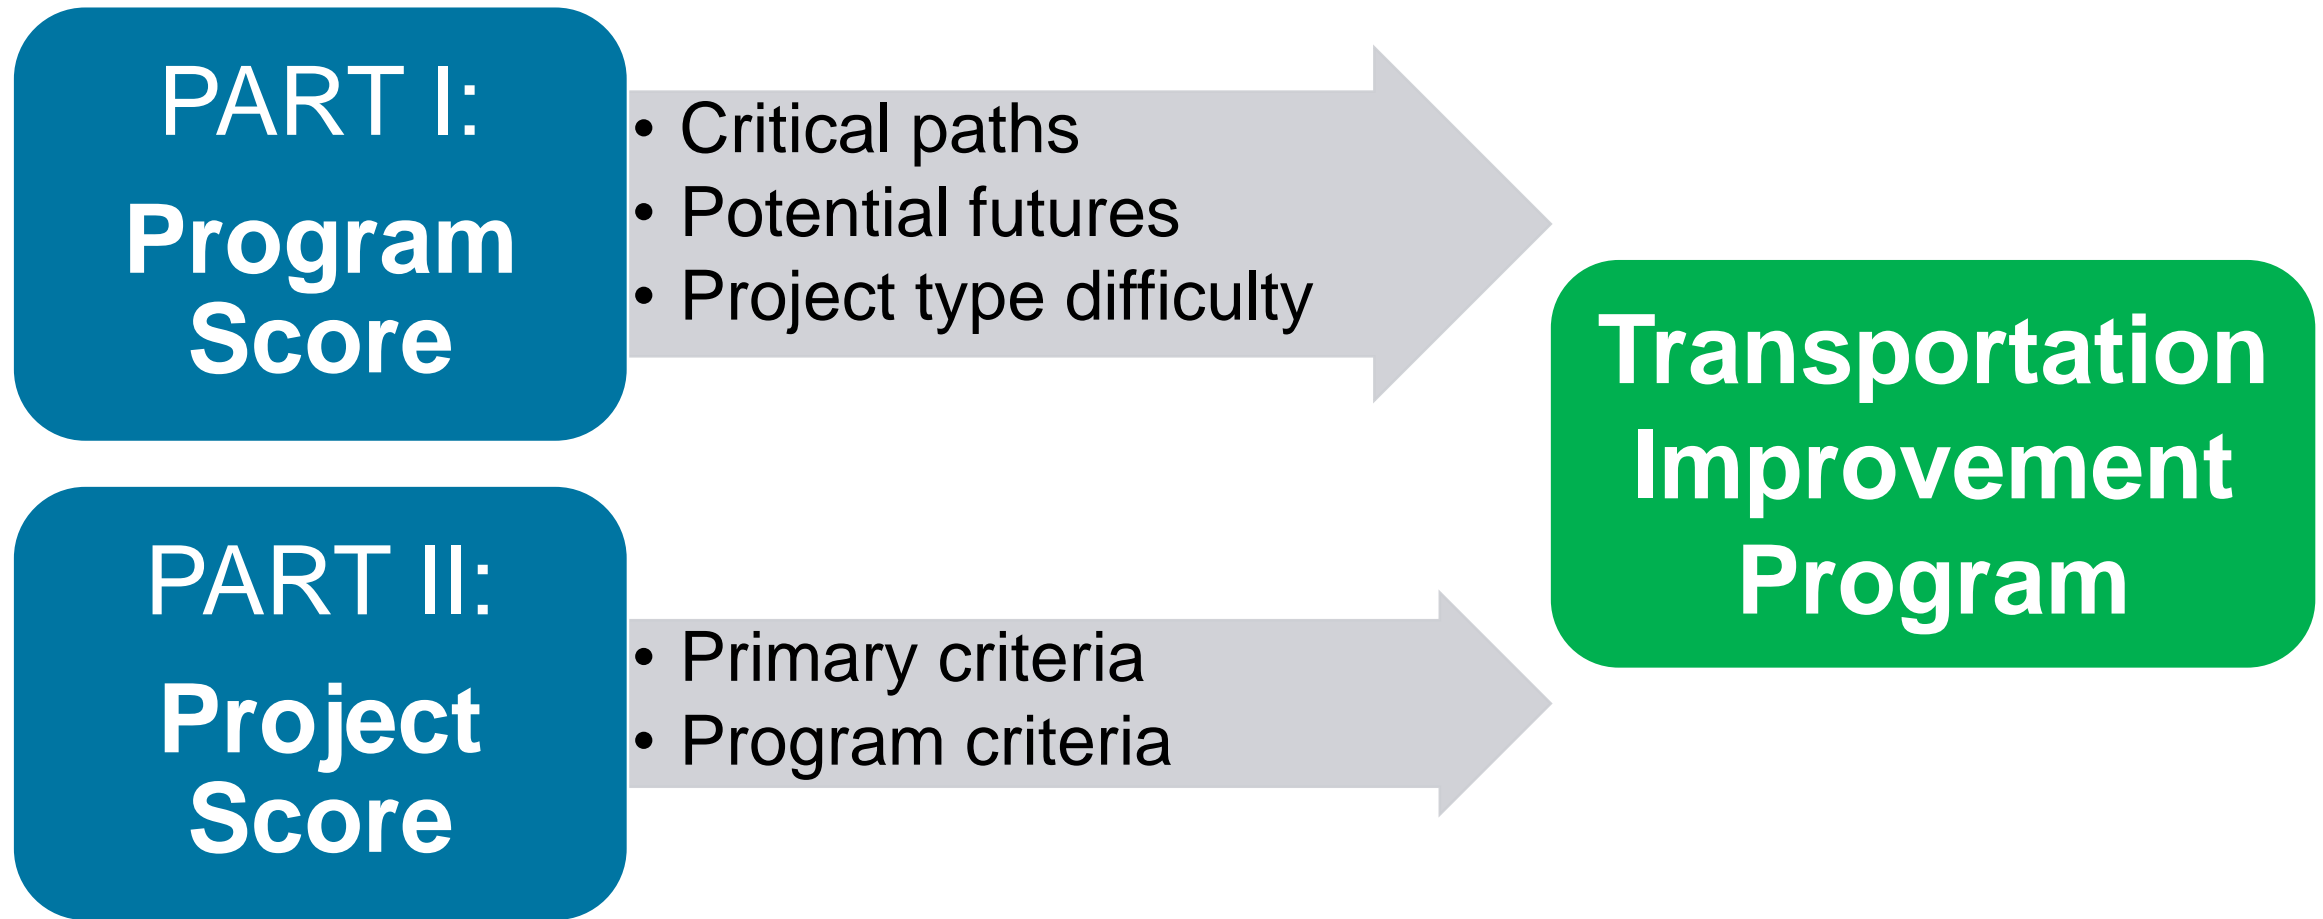 PART I:
Program
Score
• Critical paths
• Potential futures
• Project type difficulty
PART II:
Project
Score
• Primary criteria
• Program criteria
Transportation
Improvement
Program